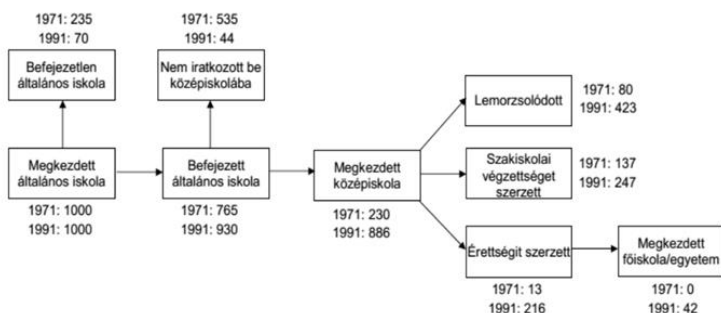 1971: 235
1991: 70
Befejezetlen
általános iskola
1971: 535
1991: 44
Nem iratkozott be
középiskolába
Megkezdett
általános iskola
1971: 1000
1991: 1000
Befejezett
általános iskola
1971: 765
1991: 930
Megkezdett
középiskola
1971: 230
1991: 886
Lemorzsolódott
1971: 80
1991: 423
Szakiskolai
végzettséget
szerzett
1971: 137
1991: 247
Érettségit szerzett
1971: 13
1991: 216
Megkezdett
főiskola/egyetem
1971: 0
1991: 42